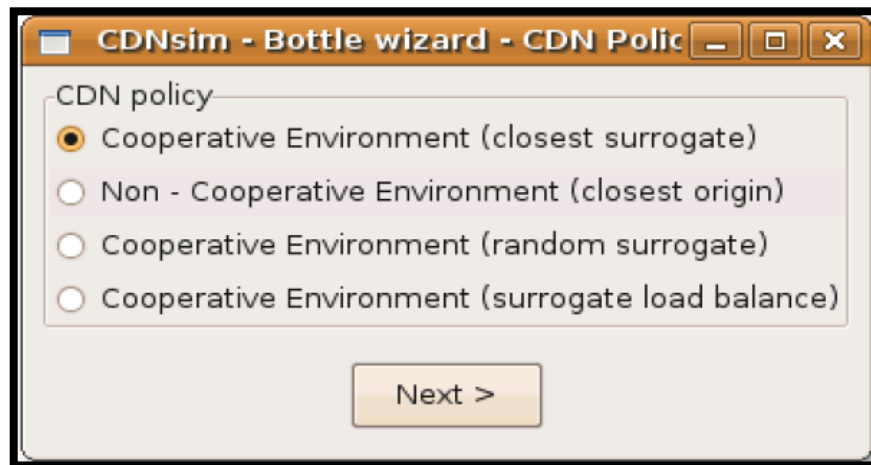 CDNsim - Bottle wizard - CDN Polic
CDN policy
Cooperative Environment (closest surrogate)
Non - Cooperative Environment (closest origin)
Cooperative Environment (random surrogate)
Cooperative Environment (surrogate load balance)
Next >